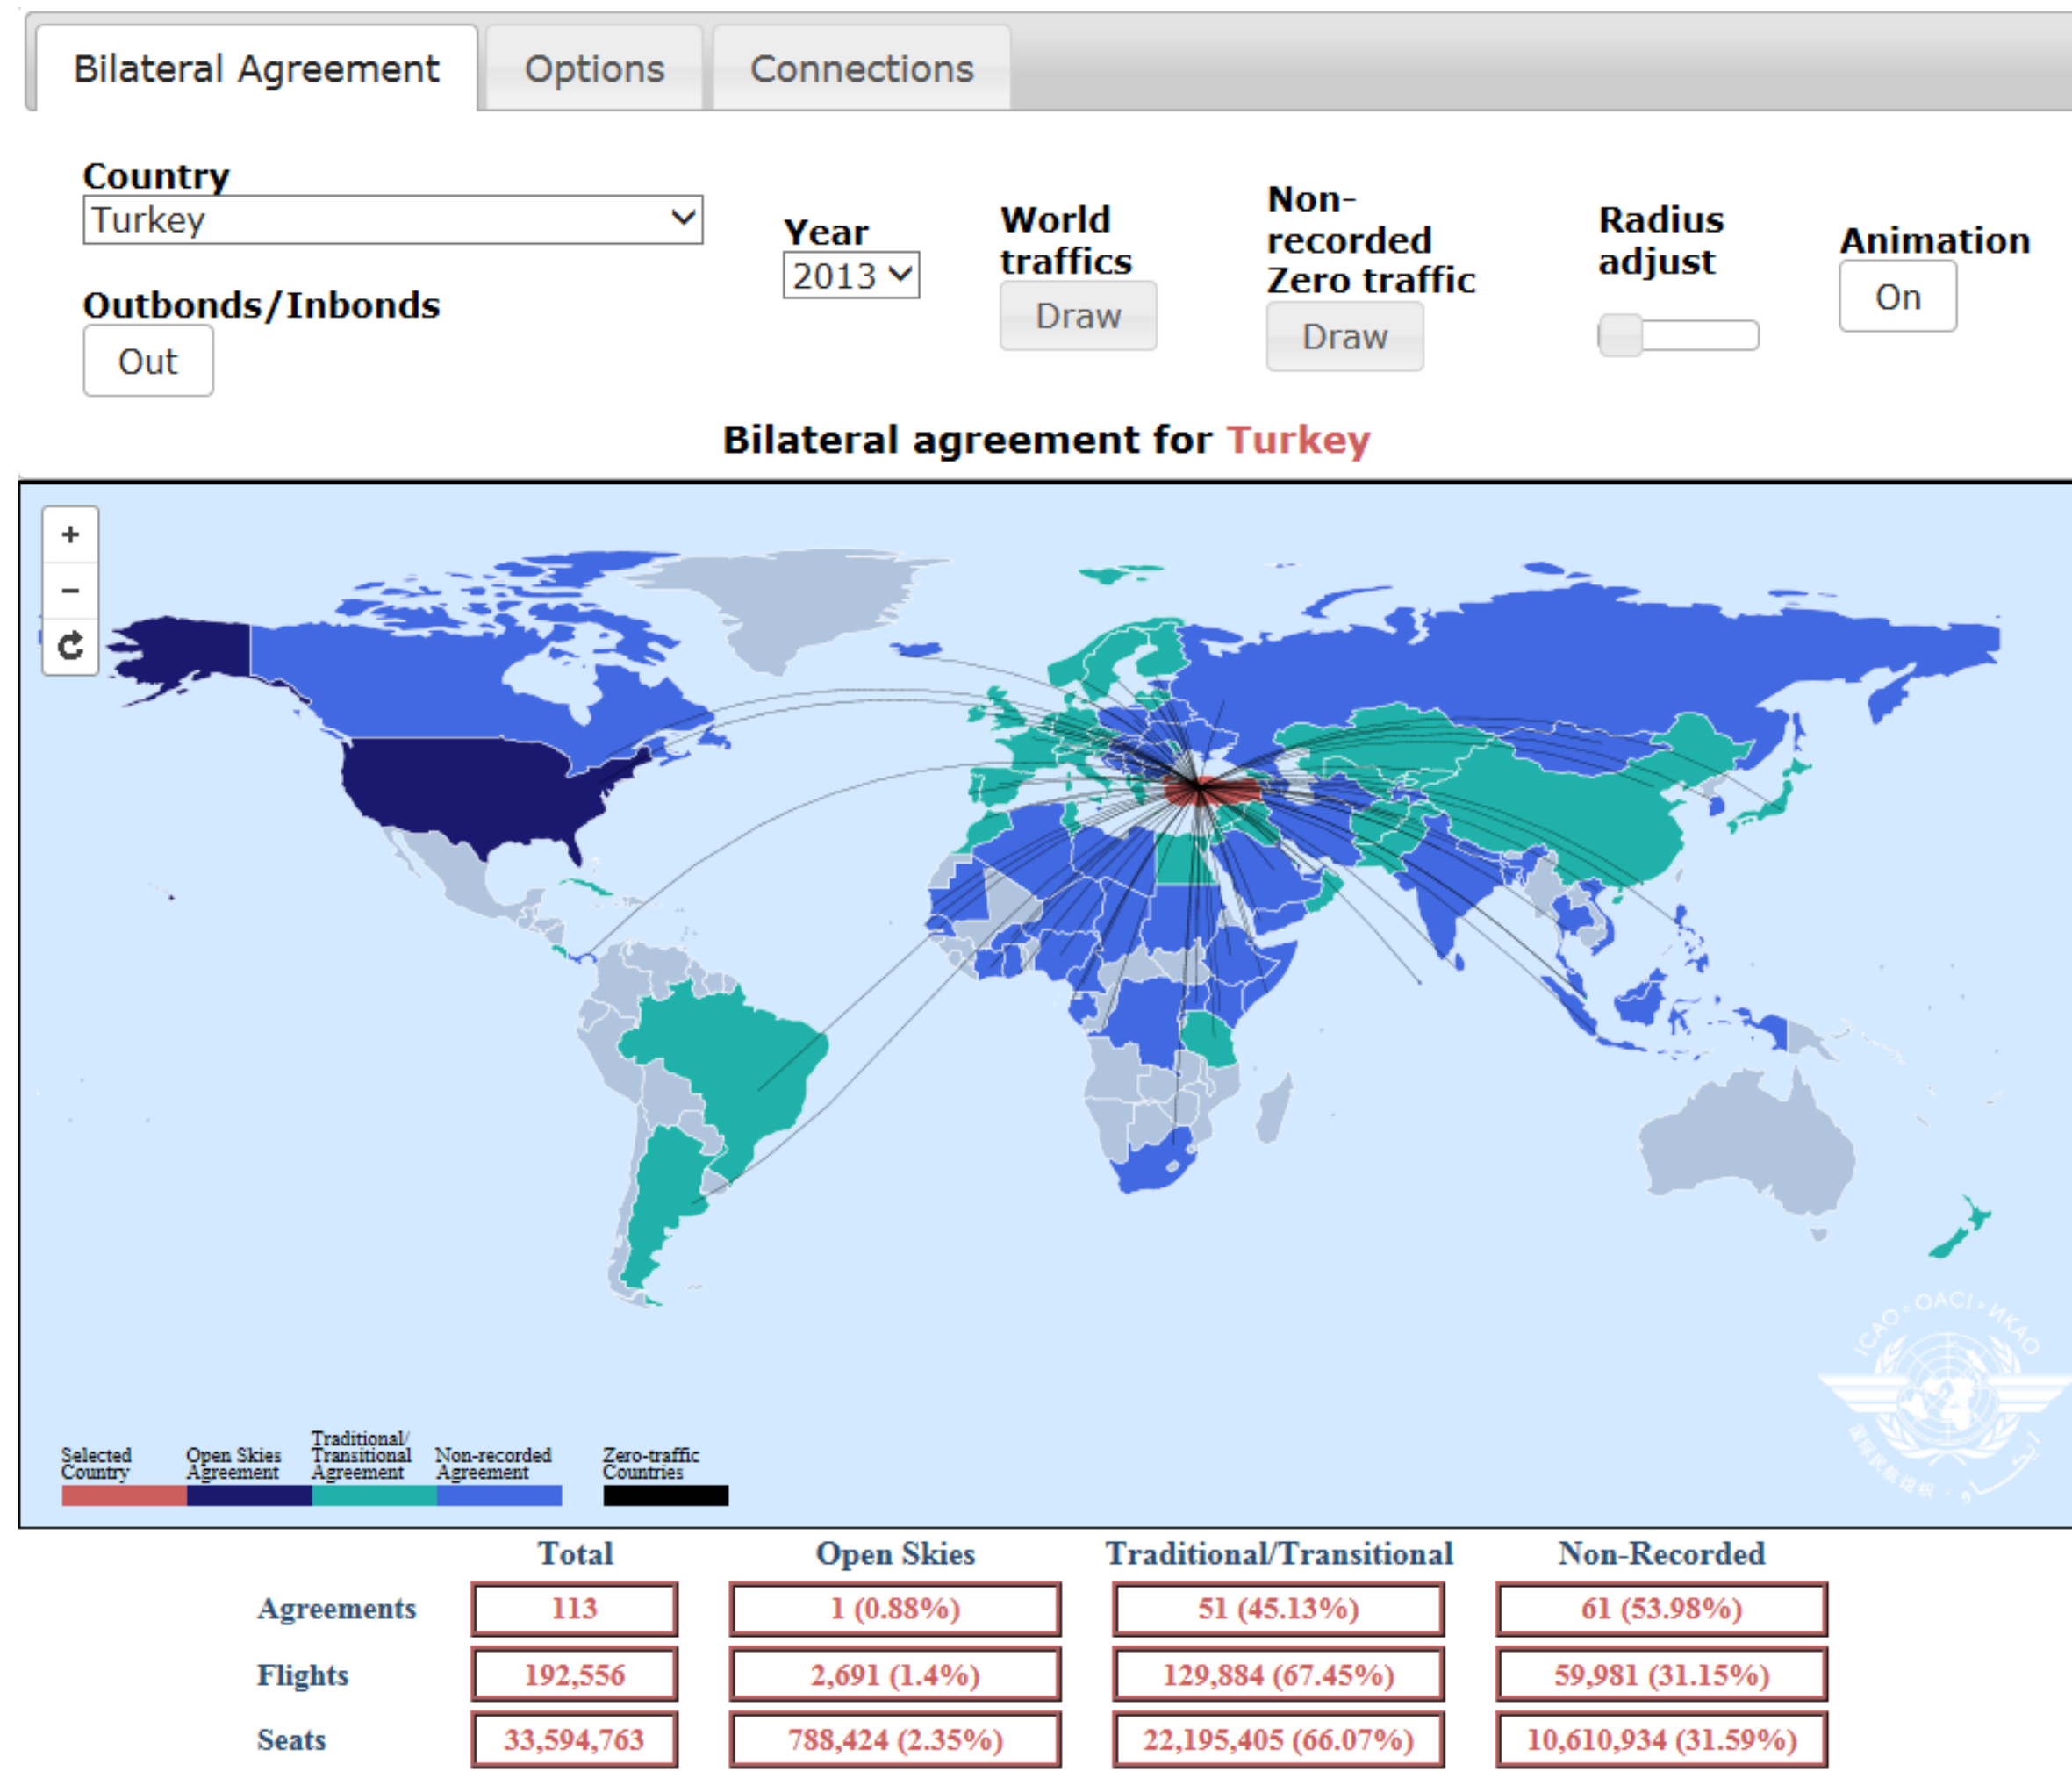 Bilateral Agreement
Options
Connections
Country
Turkey
Outbonds/Inbonds
Out
Year
2013
World
traffics
Draw
Non-
recorded
Zero traffic
Draw
Radius
adjust
Animation
On
Bilateral agreement for Turkey
+
−
ICAO · OACI · ИКАО
Selected
Country
Open Skies
Agreement
Traditional/
Transitional
Agreement
Non-recorded
Agreement
Zero-traffic
Countries
Total Open Skies Traditional/Transitional Non-Recorded
Agreements 113 1 (0.88%) 51 (45.13%) 61 (53.98%)
Flights 192,556 2,691 (1.4%) 129,884 (67.45%) 59,981 (31.15%)
Seats 33,594,763 788,424 (2.35%) 22,195,405 (66.07%) 10,610,934 (31.59%)